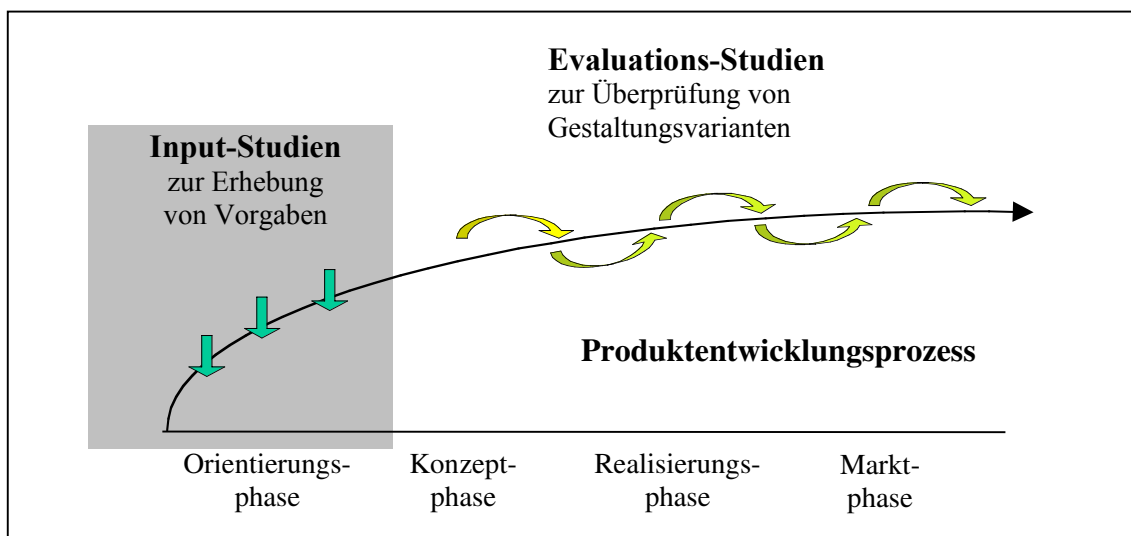 Evaluations-Studien
zur Überprüfung von
Gestaltungsvarianten
Input-Studien
zur Erhebung
von Vorgaben
Produktentwicklungsprozess
Orientierungs-
phase
Konzept-
phase
Realisierungs-
phase
Markt-
phase